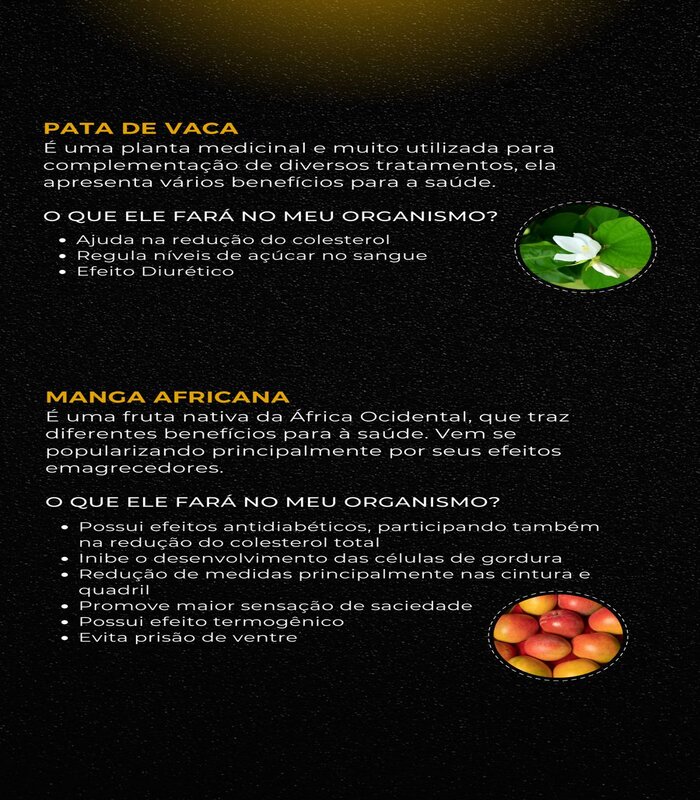 PATA DE VACA
É uma planta medicinal e muito utilizada para
complementação de diversos tratamentos, ela
apresenta vários benefícios para a saúde.
O QUE ELE FARÁ NO MEU ORGANISMO?
• Ajuda na redução do colesterol
• Regula níveis de açúcar no sangue
• Efeito Diurético
MANGA AFRICANA
É uma fruta nativa da África Ocidental, que traz
diferentes benefícios para à saúde. Vem se
popularizando principalmente por seus efeitos
emagrecedores.
O QUE ELE FARÁ NO MEU ORGANISMO?
• Possui efeitos antidiabéticos, participando também
na redução do colesterol total
• Inibe o desenvolvimento das células de gordura
• Redução de medidas principalmente nas cintura e
quadril
• Promove maior sensação de saciedade
• Possui efeito termogênico
• Evita prisão de ventre